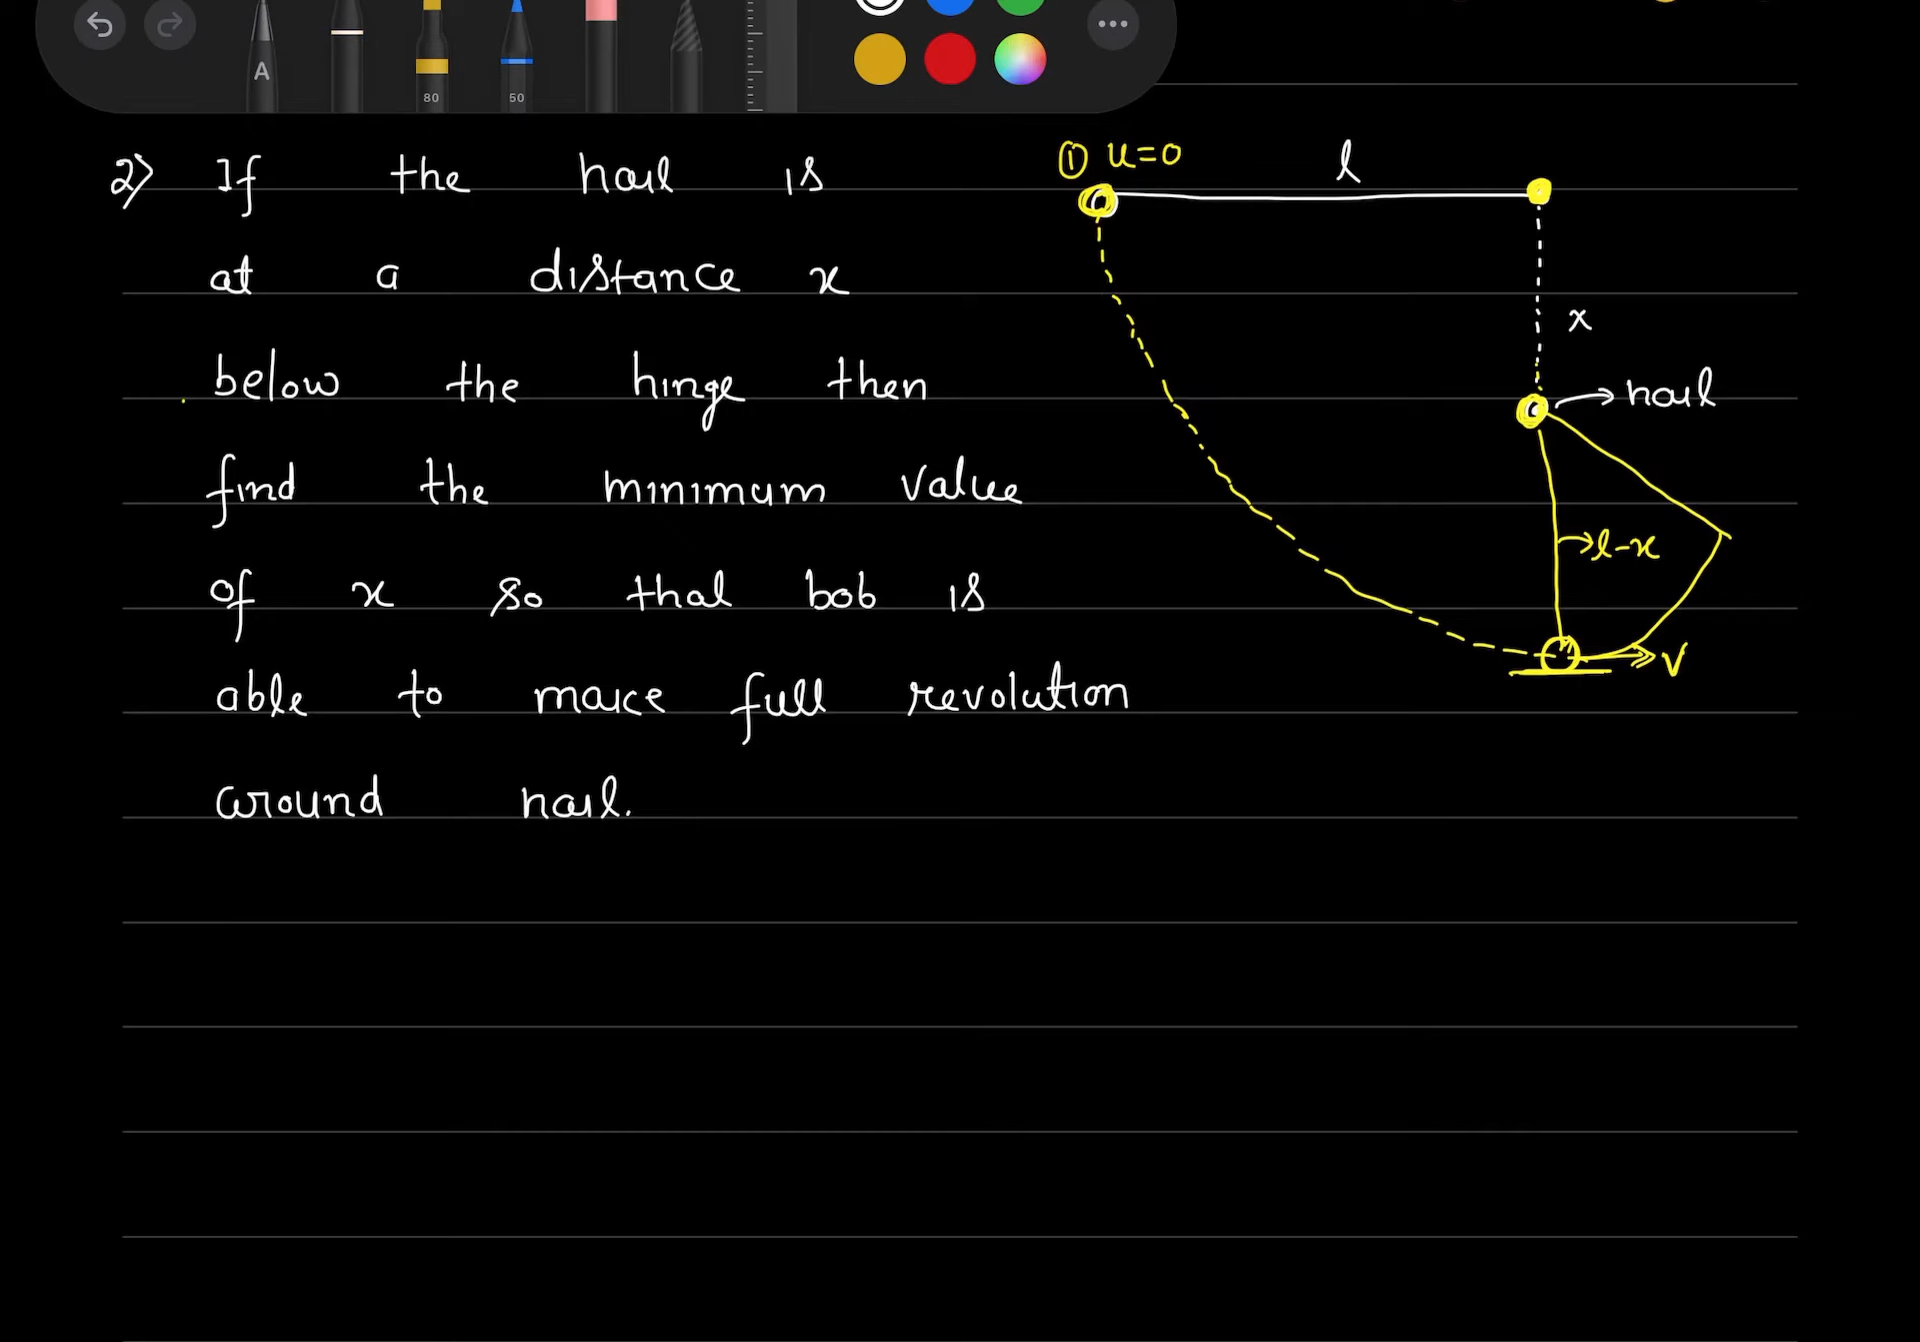 A
80
50
2) If the nail is
at a distance x
below the hinge then
find the minimum value
of x so that bob is
able to make full revolution
around nail.
① u=0
l
x
nail
l-x
v